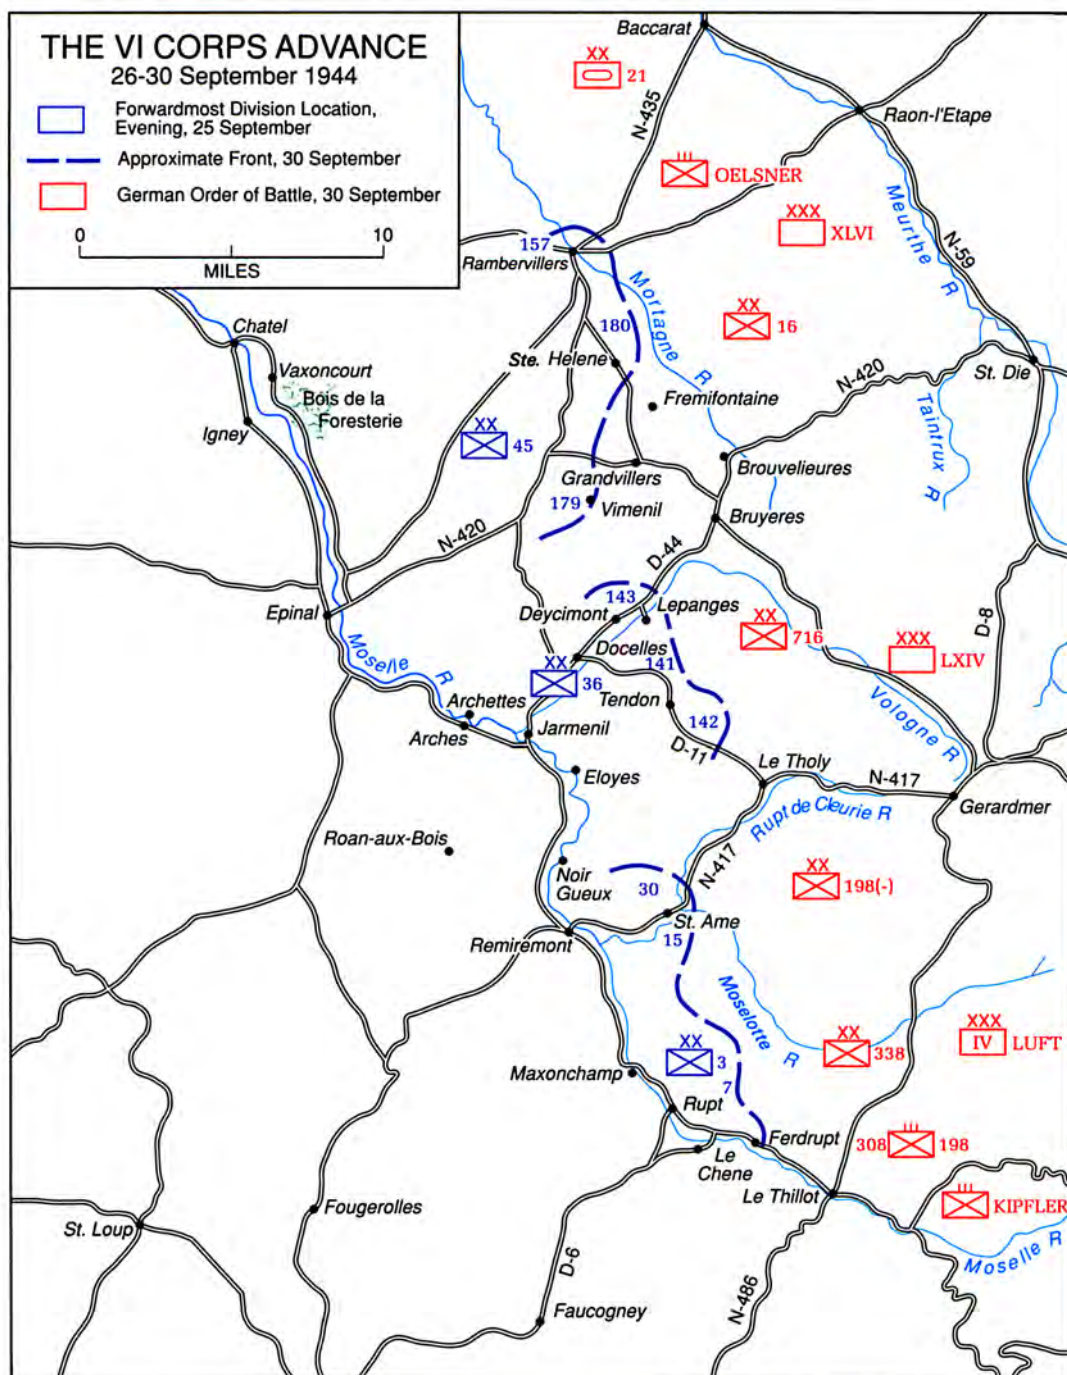 THE VI CORPS ADVANCE
26-30 September 1944
Forwardmost Division Location,
Evening, 25 September
Approximate Front, 30 September
German Order of Battle, 30 September
0
10
MILES
Baccarat
XX
21
N-435
Raon-l'Etape
III
OELSNER
XXX
XLVI
Meurthe R
N-59
157
Rambervillers
Mortagne R
180
XX
16
Chatel
Ste. Helene
N-420
St. Die
Vaxoncourt
Bois de la
Foresterie
Igney
Fremifontaine
Taintrux R
XX
45
Grandvillers
Brouvelieures
179
Vimenil
Bruyeres
N-420
D-44
Epinal
143
Deycimont
Lepanges
XX
716
D-8
Moselle R
Docelles
XXX
LXIV
XX
36
141
Tendon
Vologne R
Archettes
Arches
Jarmenil
142
D-11
Le Tholy
N-417
Eloyes
Gerardmer
Rupt de Cleurie R
Roan-aux-Bois
Noir
Gueux
N-417
30
XX
198(-)
St. Ame
Remiremont
15
Moselotte R
XXX
IV
LUFT
XX
338
XX
3
Maxonchamp
7
Rupt
Ferdrupt
III
308
198
Le
Chene
Le Thillot
III
KIPFLER
Fougerolles
St. Loup
Moselle R
D-6
N-486
Faucogney